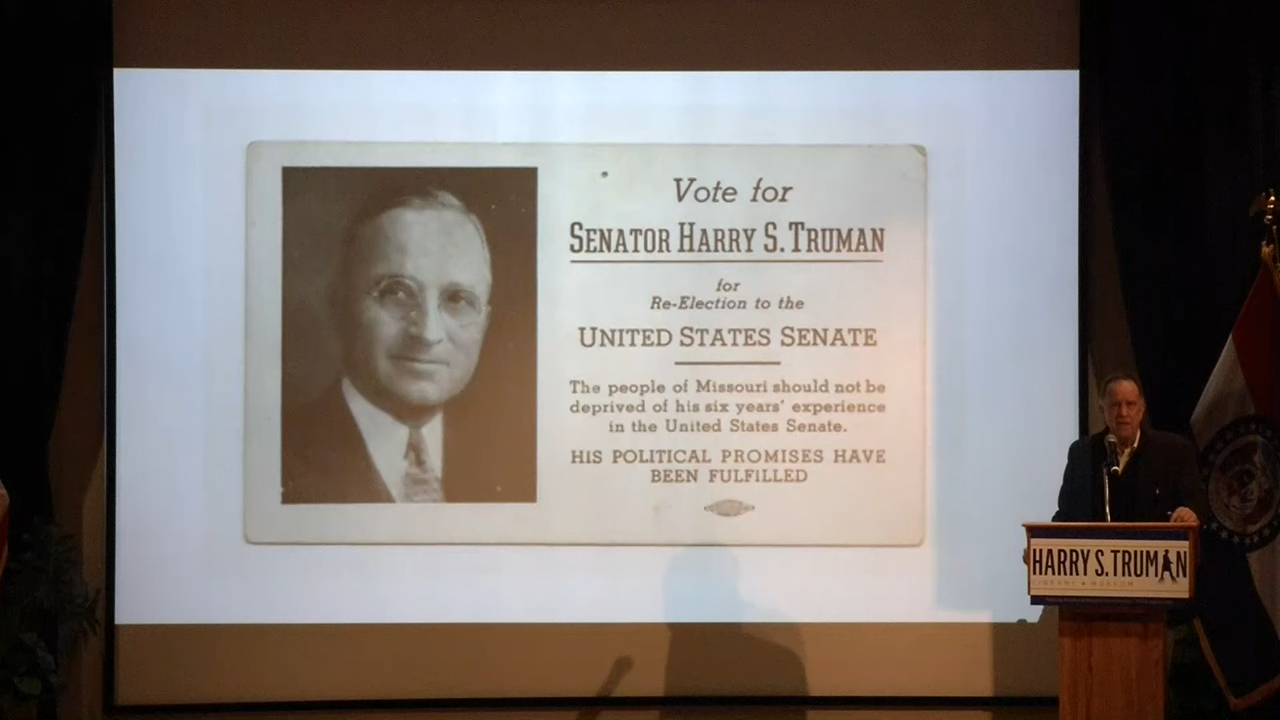 Vote for
SENATOR HARRY S. TRUMAN
for
Re-Election to the
UNITED STATES SENATE
The people of Missouri should not be
deprived of his six years' experience
in the United States Senate.
HIS POLITICAL PROMISES HAVE
BEEN FULFILLED
HARRY S. TRUMAN
LIBRARY ★ MUSEUM